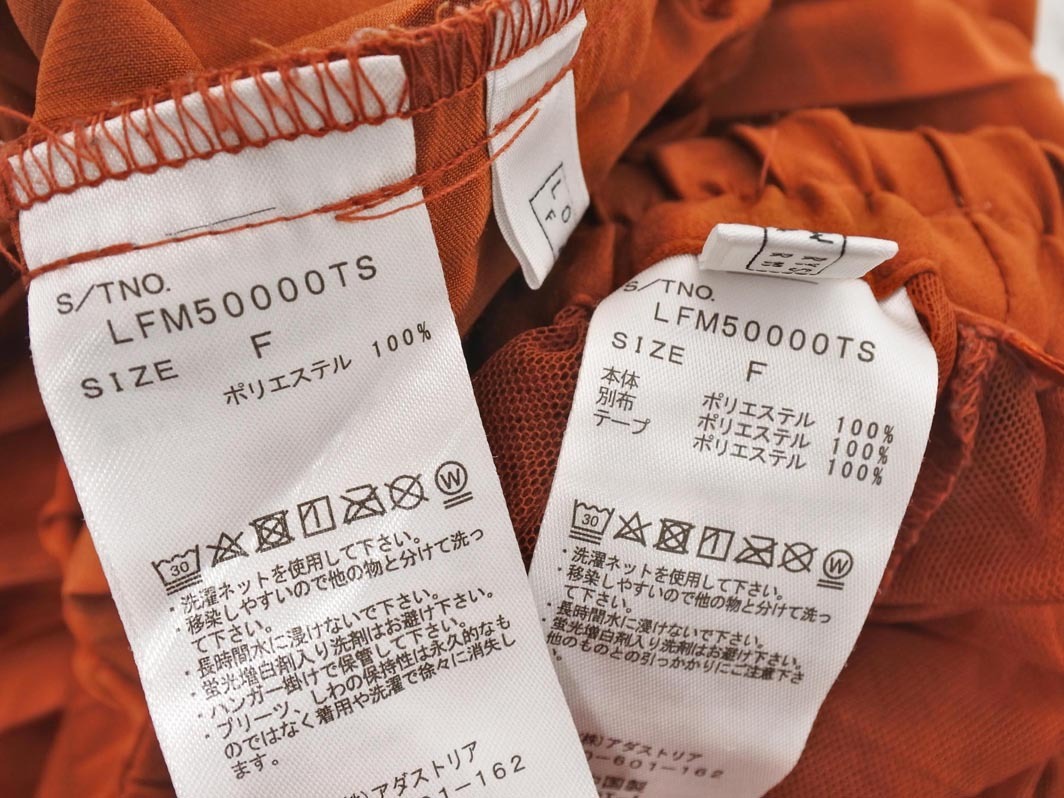 S/TNO.
LFM50000TS
SIZE F
ポリエステル 100%
30
W
・洗濯ネットを使用して下さい。
・移染しやすいので他の物と分けて洗っ
て下さい。
・長時間水に浸けないで下さい。
・蛍光増白剤入り洗剤はお避け下さい。
・ハンガー掛けで保管して下さい。
・プリーツ、しわの保持性は永久的なも
のではなく着用や洗濯で徐々に消失し
ます。
(株)アダストリア
601-162
S/TNO.
LFM50000TS
SIZE F
本体 ポリエステル 100%
別布 ポリエステル 100%
テープ ポリエステル 100%
30
W
・洗濯ネットを使用して下さい。
・移染しやすいので他の物と分けて洗っ
て下さい。
・長時間水に浸けないで下さい。
・蛍光増白剤入り洗剤はお避け下さい。
他のものとの引っかかりにご注意下さ
(株)アダストリア
0-601-162
中国製